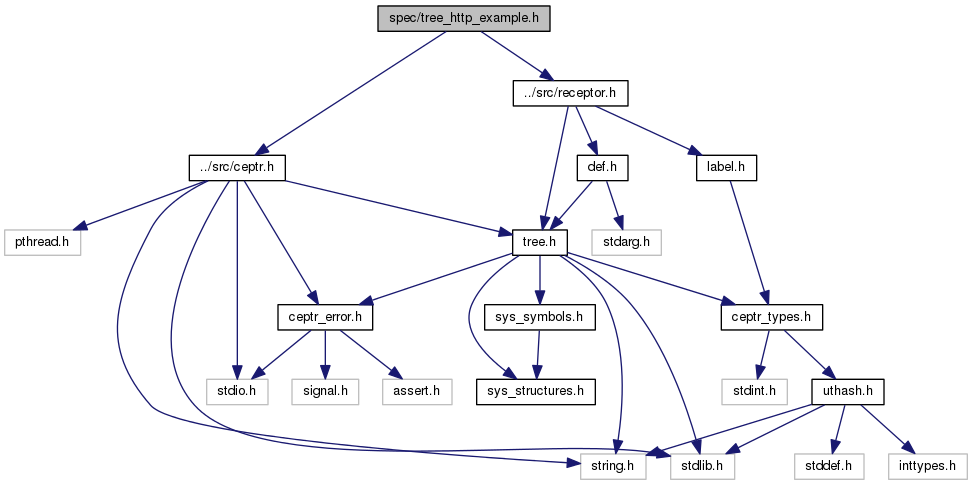 spec/tree_http_example.h
../src/receptor.h
../src/ceptr.h
def.h
label.h
pthread.h
tree.h
stdarg.h
ceptr_error.h
sys_symbols.h
ceptr_types.h
stdio.h
signal.h
assert.h
sys_structures.h
stdint.h
uthash.h
string.h
stdlib.h
stddef.h
inttypes.h